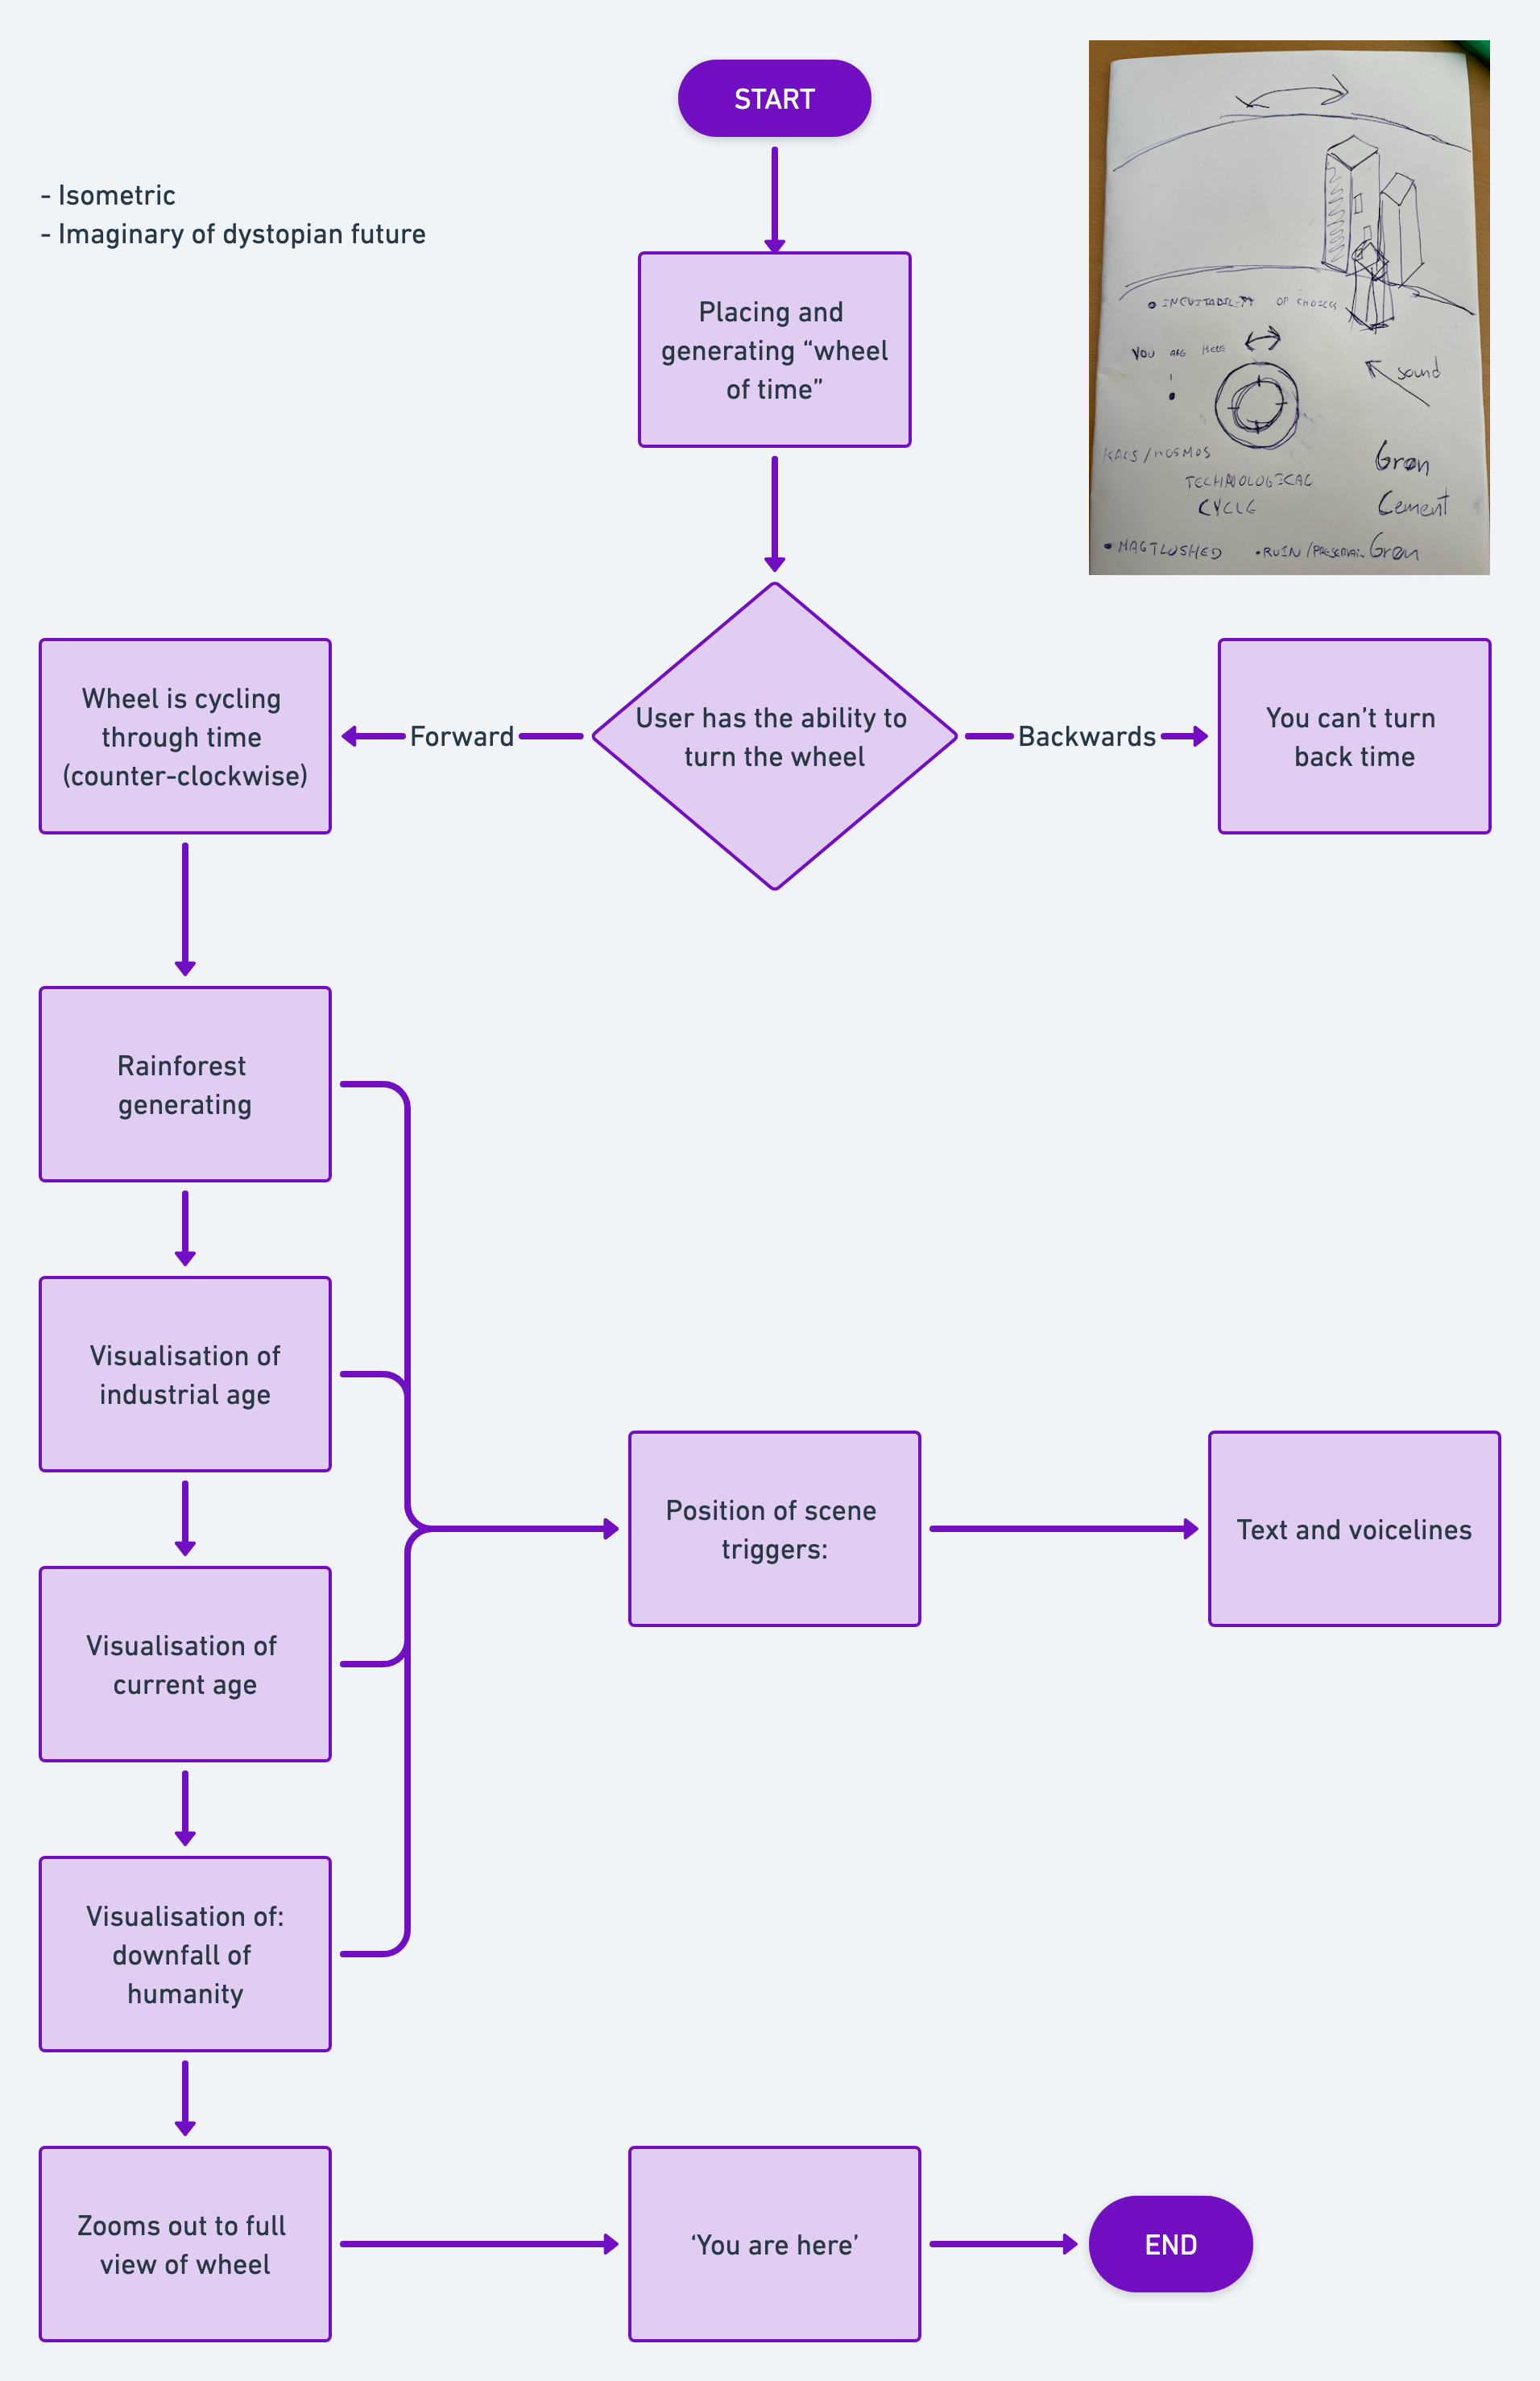 START
- Isometric
- Imaginary of dystopian future
Placing and
generating “wheel
of time”
INEVITABILITY OF CHOICES
YOU ARE HERE
sound
KAOS/KOSMOS
Grøn
TECHNOLOGICAL
Cement
CYCLE
RUIN/
Grøn
Wheel is cycling
through time
(counter-clockwise)
Forward
User has the ability to
turn the wheel
Backwards
You can’t turn
back time
Rainforest
generating
Visualisation of
industrial age
Position of scene
triggers:
Text and voicelines
Visualisation of
current age
Visualisation of:
downfall of
humanity
Zooms out to full
view of wheel
‘You are here’
END